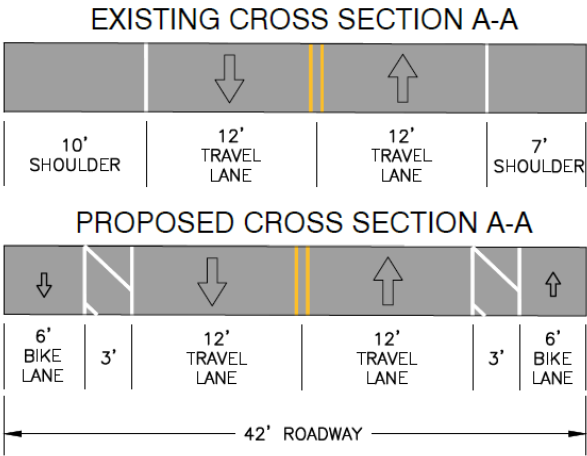 EXISTING CROSS SECTION A-A
10'
SHOULDER
12'
TRAVEL
LANE
12'
TRAVEL
LANE
7'
SHOULDER
PROPOSED CROSS SECTION A-A
6'
BIKE
LANE
3'
12'
TRAVEL
LANE
12'
TRAVEL
LANE
3'
6'
BIKE
LANE
42' ROADWAY